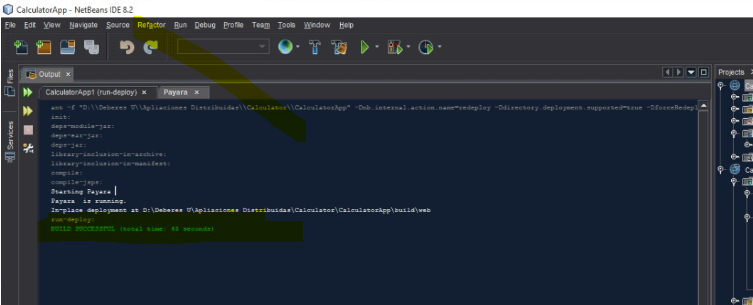 CalculatorApp - NetBeans IDE 8.2
File Edit View Navigate Source Refactor Run Debug Profile Team Tools Window Help
Files
Services
Output
Projects
CalculatorApp1 (run-deploy) Payara
ant -f "D:\\Deberes U\\Apliaciones Distribuidas\\Calculator\\CalculatorApp" -Dnb.internal.action.name=redeploy -Ddirectory.deployment.supported=true -DforceRedepl
init:
deps-module-jar:
deps-ear-jar:
deps-jar:
library-inclusion-in-archive:
library-inclusion-in-manifest:
compile:
compile-jsps:
Starting Payara
Payara is running.
In-place deployment at D:\Deberes U\Apliaciones Distribuidas\Calculator\CalculatorApp\build\web
run-deploy:
BUILD SUCCESSFUL (total time: 48 seconds)